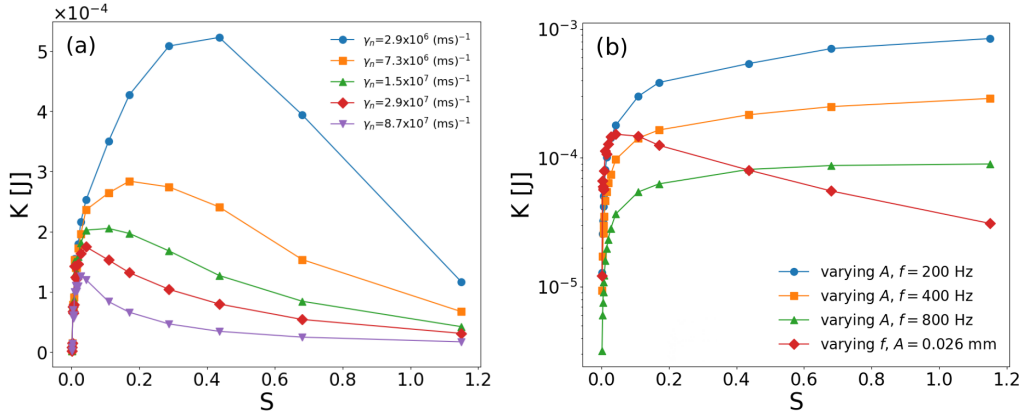 ×10⁻⁴
(a)
γₙ=2.9x10⁶ (ms)⁻¹
γₙ=7.3x10⁶ (ms)⁻¹
γₙ=1.5x10⁷ (ms)⁻¹
γₙ=2.9x10⁷ (ms)⁻¹
γₙ=8.7x10⁷ (ms)⁻¹
5
4
3
2
1
0
K [J]
0.0 0.2 0.4 0.6 0.8 1.0 1.2
S
(b)
10⁻³
10⁻⁴
10⁻⁵
K [J]
varying A, f = 200 Hz
varying A, f = 400 Hz
varying A, f = 800 Hz
varying f, A = 0.026 mm
0.0 0.2 0.4 0.6 0.8 1.0 1.2
S